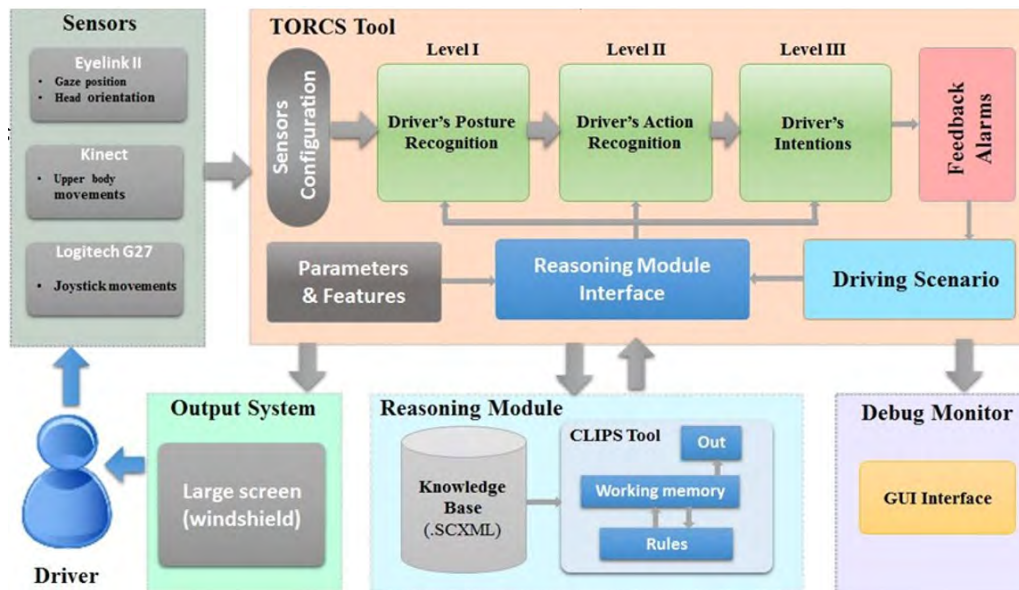 Sensors
Eyelink II
• Gaze position
• Head orientation
Kinect
• Upper body
movements
Logitech G27
• Joystick movements
TORCS Tool
Sensors
Configuration
Level I
Driver's Posture
Recognition
Level II
Driver's Action
Recognition
Level III
Driver's
Intentions
Feedback
Alarms
Parameters
& Features
Reasoning Module
Interface
Driving Scenario
Driver
Output System
Large screen
(windshield)
Reasoning Module
Knowledge
Base
(.SCXML)
CLIPS Tool
Out
Working memory
Rules
Debug Monitor
GUI Interface